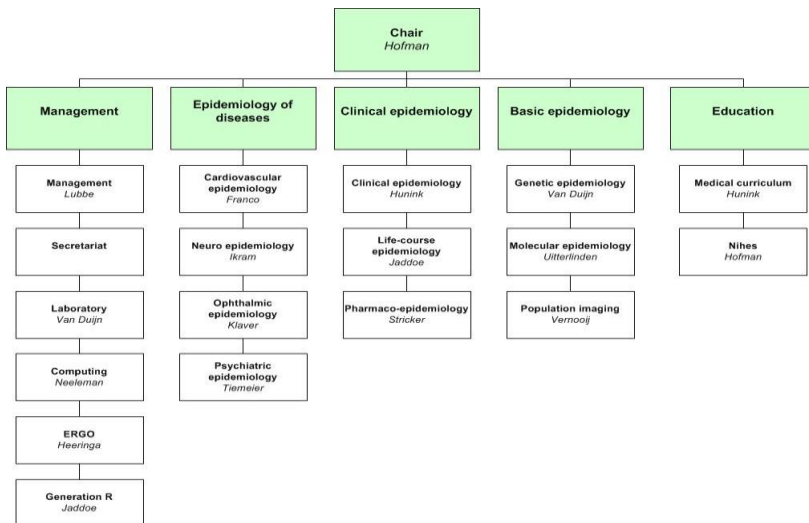 Chair
Hofman
Management
Epidemiology of
diseases
Clinical epidemiology
Basic epidemiology
Education
Management
Lubbe
Secretariat
Laboratory
Van Duijn
Computing
Neeleman
ERGO
Heeringa
Generation R
Jaddoe
Cardiovascular
epidemiology
Franco
Neuro epidemiology
Ikram
Ophthalmic
epidemiology
Klaver
Psychiatric
epidemiology
Tiemeier
Clinical epidemiology
Hunink
Life-course
epidemiology
Jaddoe
Pharmaco-epidemiology
Stricker
Genetic epidemiology
Van Duijn
Molecular epidemiology
Uitterlinden
Population imaging
Vernooij
Medical curriculum
Hunink
Nihes
Hofman